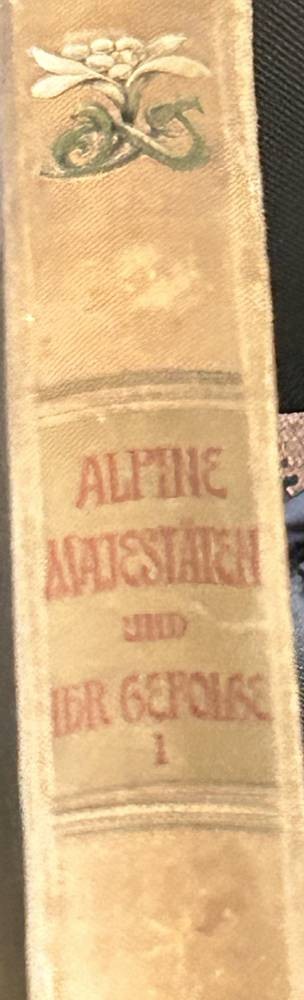 ALPINE
MAJESTÄTEN
UND
IHR GEFOLGE
1